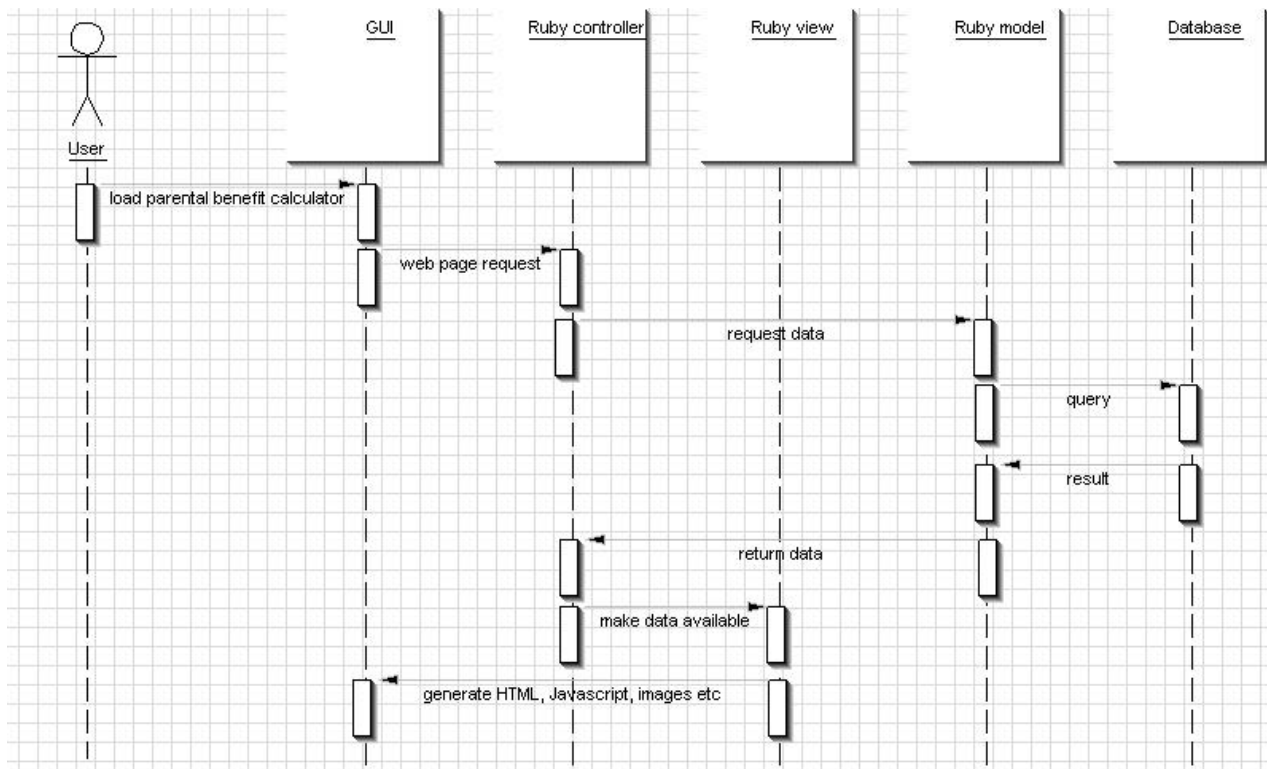 GUI
Ruby controller
Ruby view
Ruby model
Database
User
load parental benefit calculator
web page request
request data
query
result
return data
make data available
generate HTML, Javascript, images etc